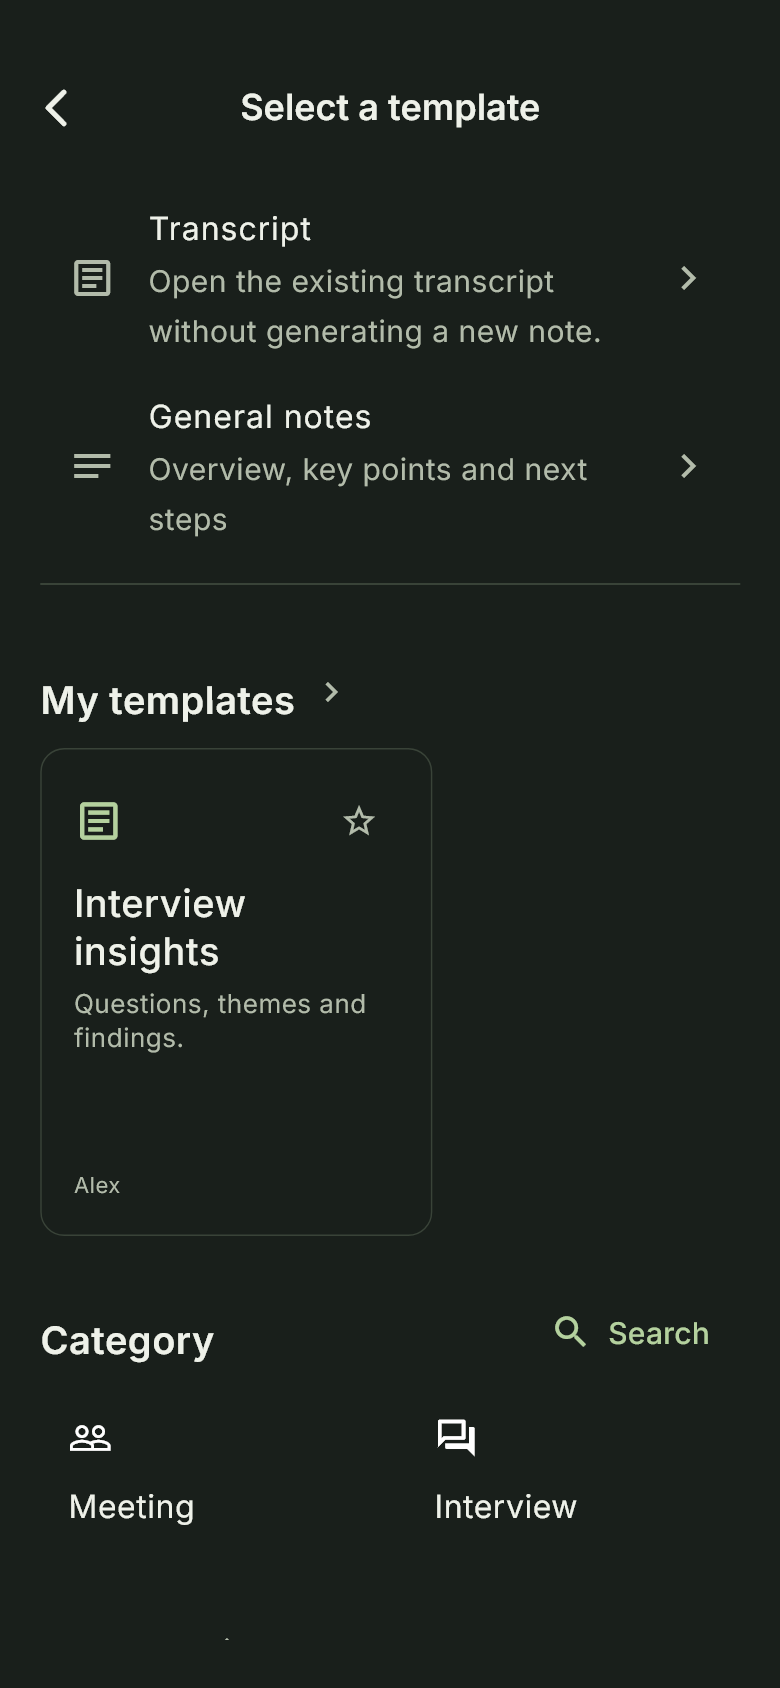 Select a template
Transcript
Open the existing transcript
without generating a new note.
General notes
Overview, key points and next
steps
My templates
Interview
insights
Questions, themes and
findings.
Alex
Category
Search
Meeting
Interview